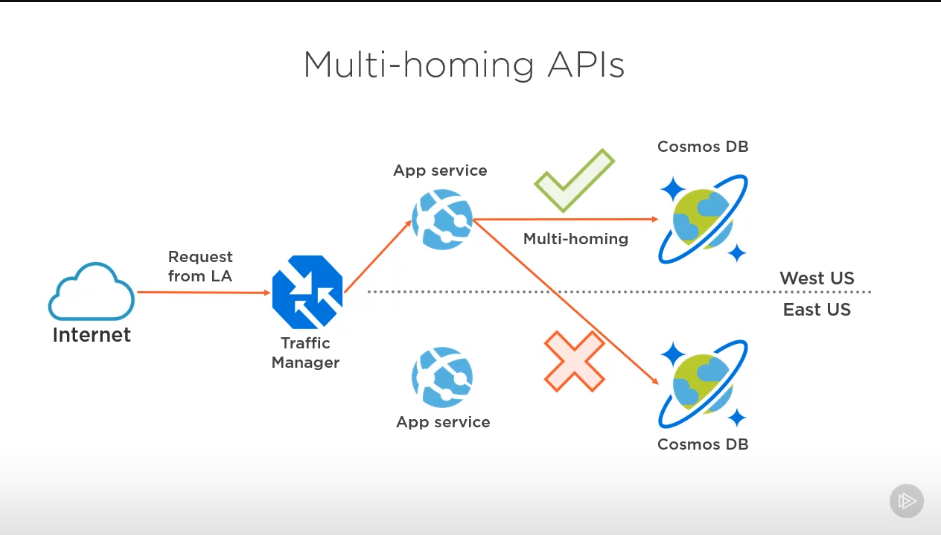 Multi-homing APIs
Cosmos DB
App service
Multi-homing
Request
from LA
West US
East US
Internet
Traffic
Manager
App service
Cosmos DB